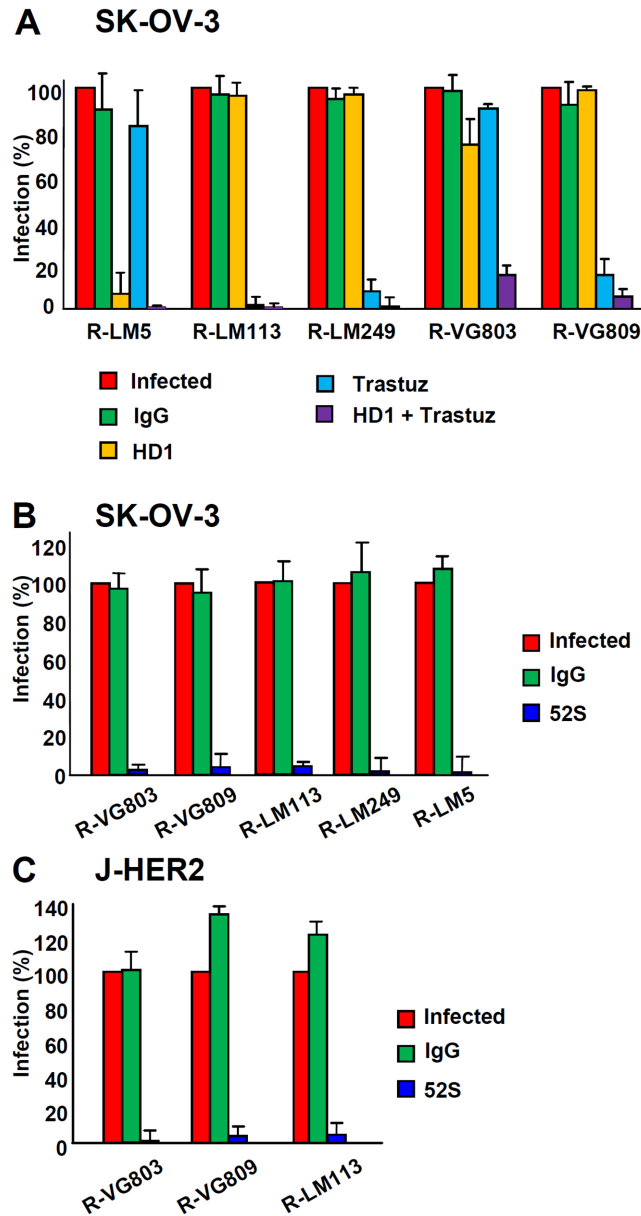 A SK-OV-3
Infection (%)
100
80
60
40
20
0
R-LM5 R-LM113 R-LM249 R-VG803 R-VG809
Infected
IgG
HD1
Trastuz
HD1 + Trastuz
B SK-OV-3
Infection (%)
120
100
80
60
40
20
0
R-VG803 R-VG809 R-LM113 R-LM249 R-LM5
Infected
IgG
52S
C J-HER2
Infection (%)
140
120
100
80
60
40
20
0
R-VG803 R-VG809 R-LM113
Infected
IgG
52S